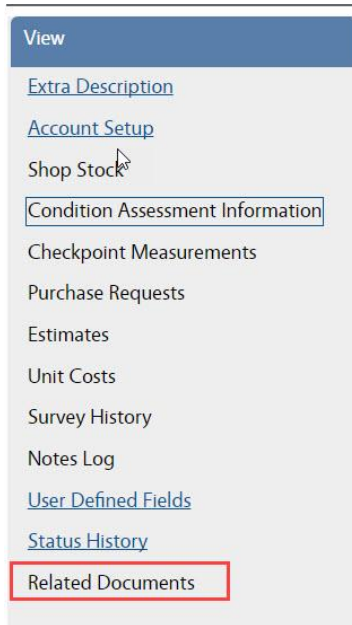 View
Extra Description
Account Setup
Shop Stock
Condition Assessment Information
Checkpoint Measurements
Purchase Requests
Estimates
Unit Costs
Survey History
Notes Log
User Defined Fields
Status History
Related Documents